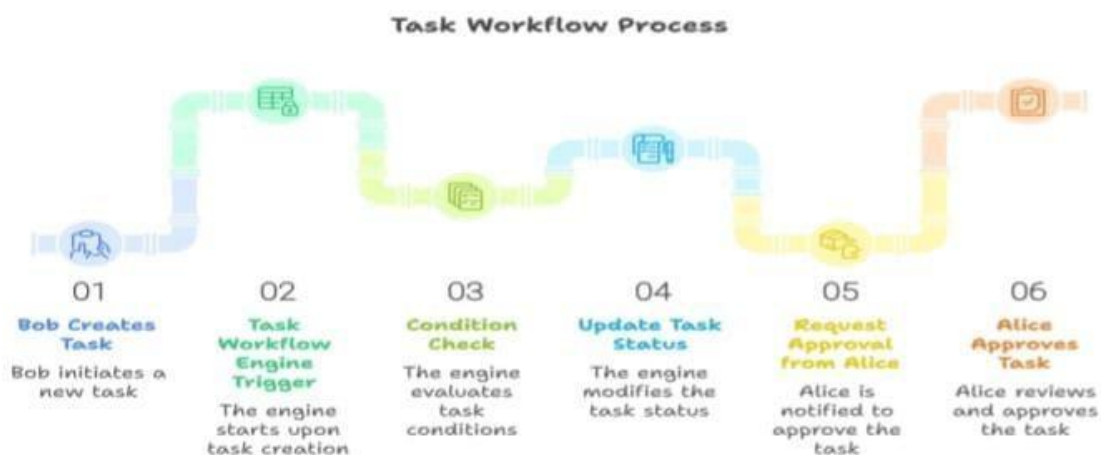 Task Workflow Process
01
Bob Creates
Task
Bob initiates a
new task
02
Task
Workflow
Engine
Trigger
The engine
starts upon
task creation
03
Condition
Check
The engine
evaluates
task
conditions
04
Update Task
Status
The engine
modifies the
task status
05
Request
Approval
from Alice
Alice is
notified to
approve the
task
06
Alice
Approves
Task
Alice reviews
and approves
the task